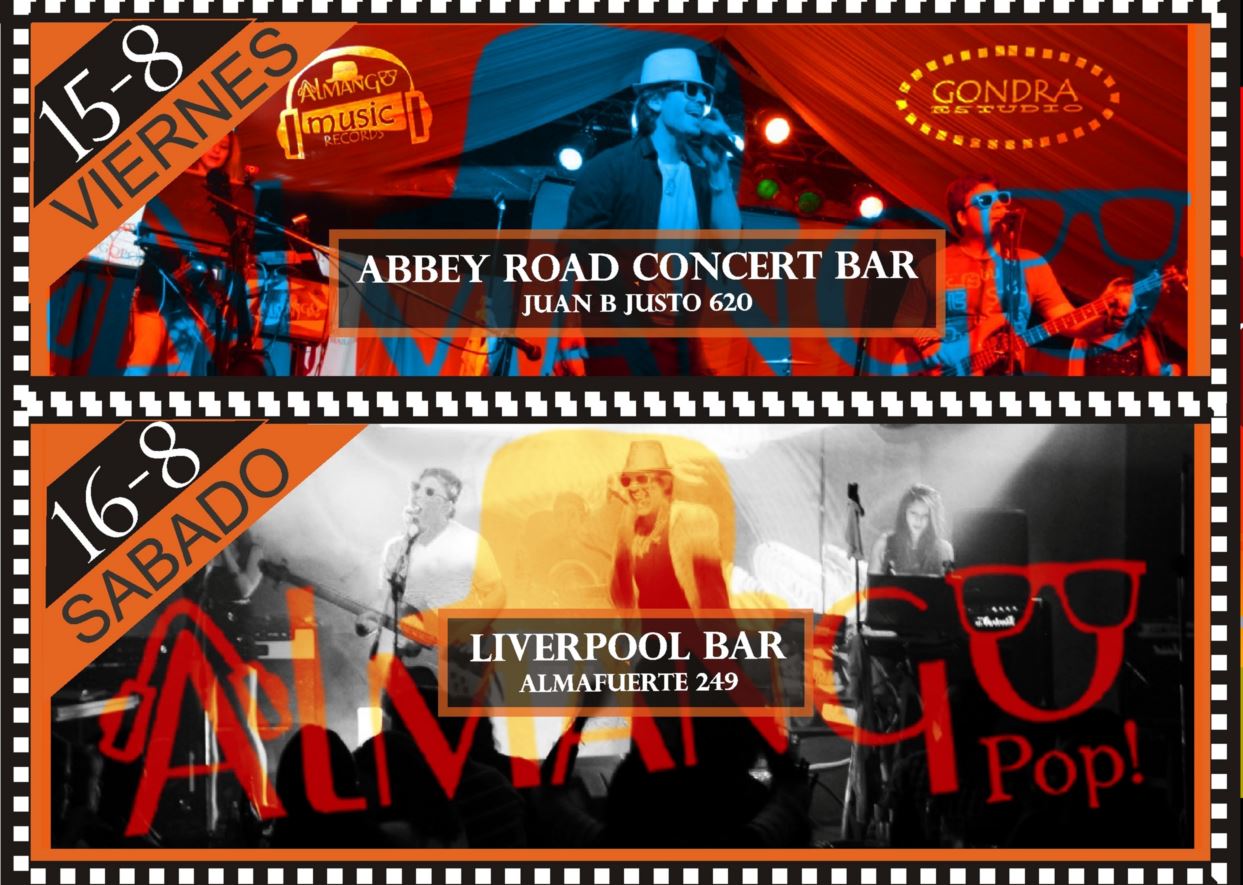 15-8
VIERNES
ALMANGO
music
RECORDS
GONDRA
ESTUDIO
ABBEY ROAD CONCERT BAR
JUAN B JUSTO 620
16-8
SABADO
LIVERPOOL BAR
ALMAFUERTE 249
ALMANGO
Pop!